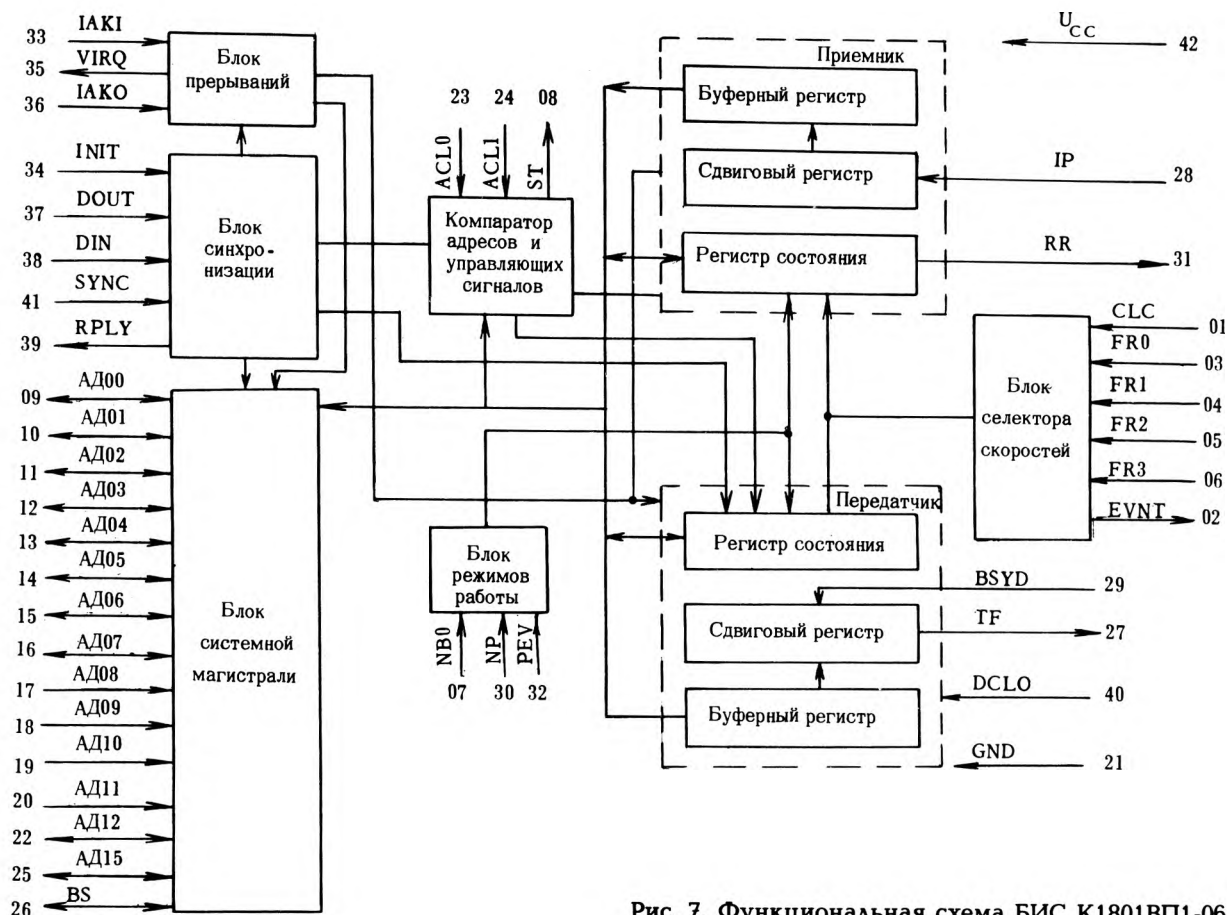 33 IAKI
35 VIRQ
36 IAKO
Блок
прерываний
34 INIT
37 DOUT
38 DIN
41 SYNC
39 RPLY
Блок
синхро-
низации
09 АД00
10 АД01
11 АД02
12 АД03
13 АД04
14 АД05
15 АД06
16 АД07
17 АД08
18 АД09
19 АД10
20 АД11
22 АД12
25 АД15
26 BS
Блок
системной
магистрали
23 24 08
ACL0 ACL1 ST
Компаратор
адресов и
управляющих
сигналов
Блок
режимов
работы
NB0 NP PEV
07 30 32
Приемник
Буферный регистр
Сдвиговый регистр
Регистр состояния
UCC 42
IP 28
RR 31
Блок
селектора
скоростей
CLC 01
FR0 03
FR1 04
FR2 05
FR3 06
EVNT 02
Передатчик
Регистр состояния
Сдвиговый регистр
Буферный регистр
BSYD 29
TF 27
DCLO 40
GND 21
Рис. 7. Функциональная схема БИС К1801ВП1-06